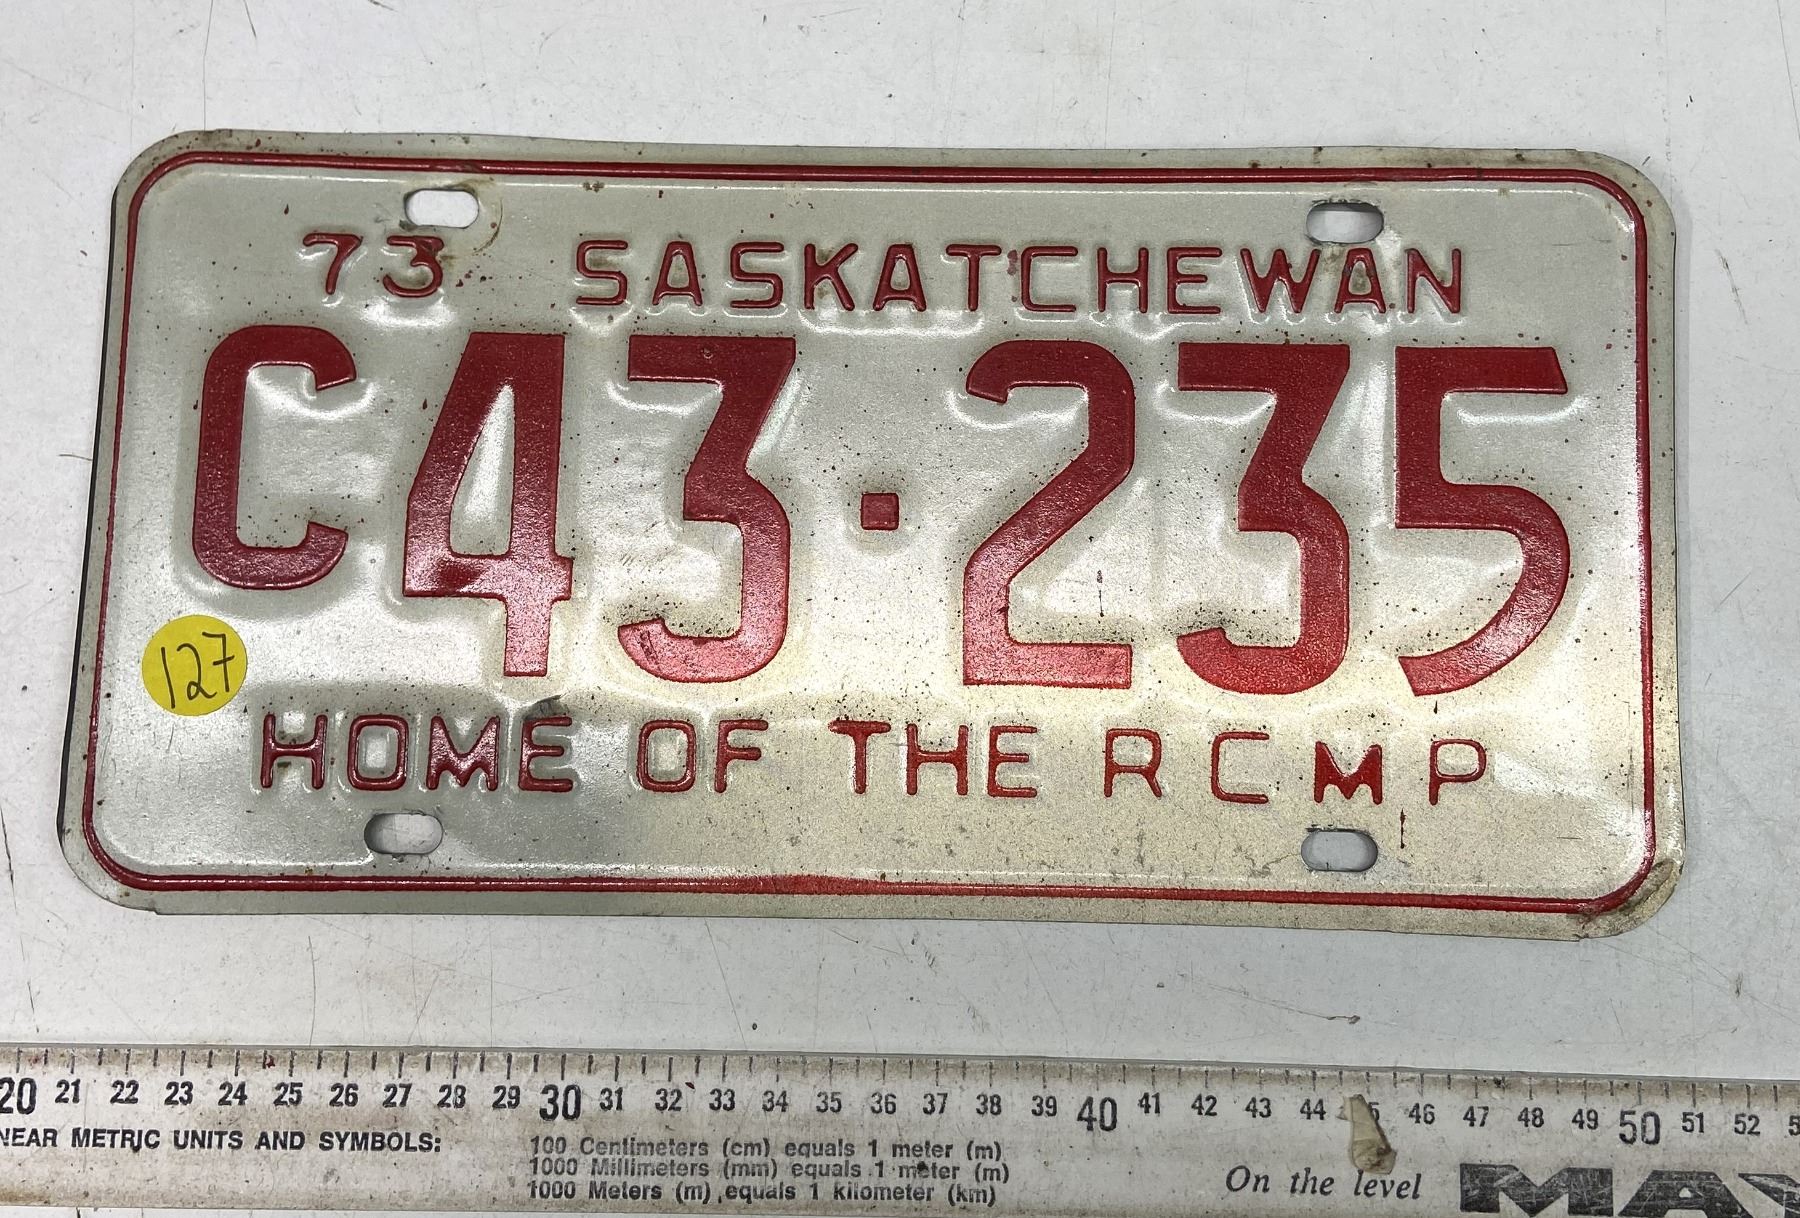 73 SASKATCHEWAN
C43·235
127
HOME OF THE RCMP
20 21 22 23 24 25 26 27 28 29 30 31 32 33 34 35 36 37 38 39 40 41 42 43 44 45 46 47 48 49 50 51 52
NEAR METRIC UNITS AND SYMBOLS:
100 Centimeters (cm) equals 1 meter (m)
1000 Millimeters (mm) equals 1 meter (m)
1000 Meters (m) equals 1 kilometer (km)
On the level